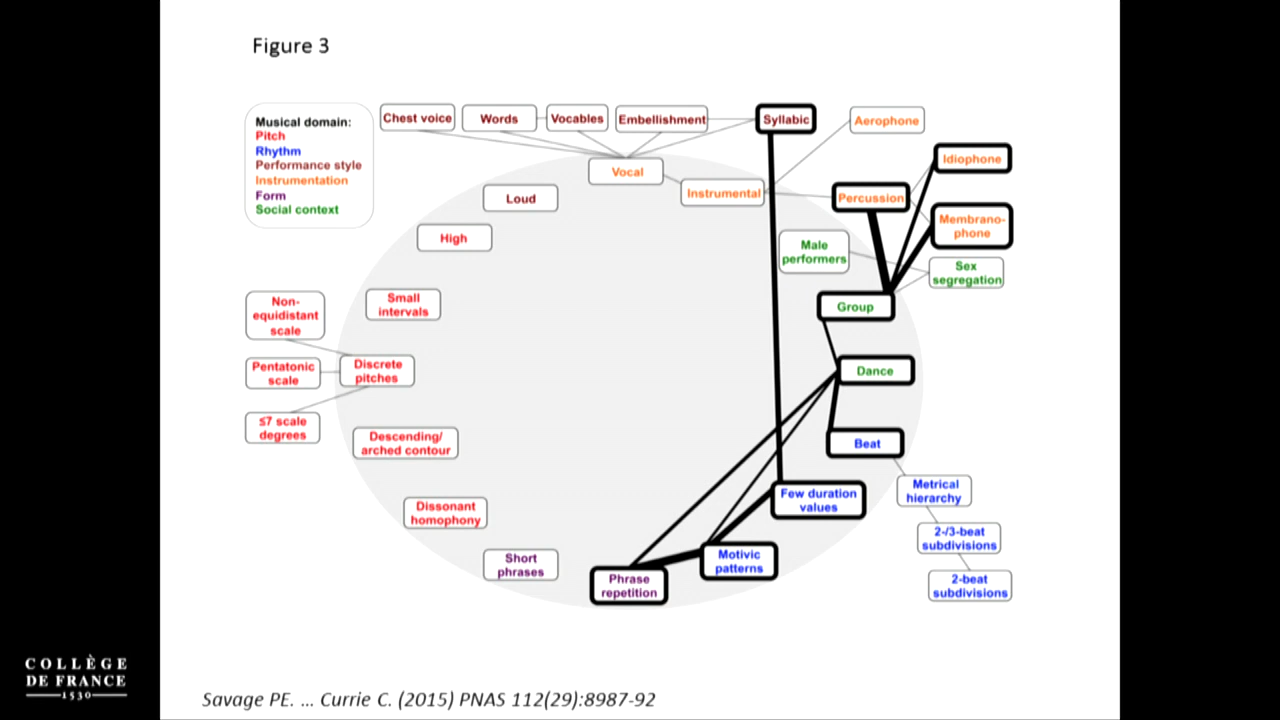 Figure 3
Musical domain:
Pitch
Rhythm
Performance style
Instrumentation
Form
Social context
Chest voice
Words
Vocables
Embellishment
Syllabic
Aerophone
Vocal
Instrumental
Idiophone
Percussion
Loud
Membrano-
phone
High
Male
performers
Sex
segregation
Non-
equidistant
scale
Small
intervals
Group
Pentatonic
scale
Discrete
pitches
Dance
≤7 scale
degrees
Descending/
arched contour
Beat
Metrical
hierarchy
Few duration
values
Dissonant
homophony
2-/3-beat
subdivisions
Short
phrases
Motivic
patterns
Phrase
repetition
2-beat
subdivisions
COLLÈGE
DE FRANCE
1530
Savage PE. ... Currie C. (2015) PNAS 112(29):8987-92